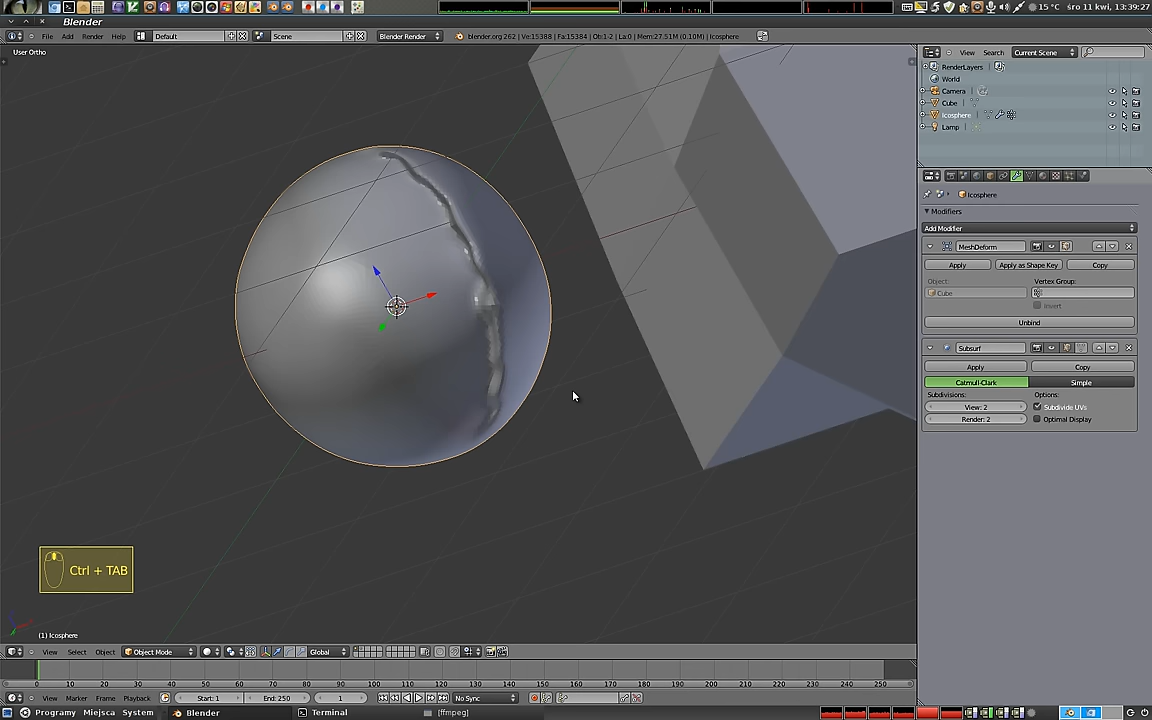 15 °C śro 11 kwi, 13:39:27
Blender
File Add Render Help Default Scene Blender Render blender.org 262 | Ve:15388 | Fa:15384 | Ob:1-2 | La:0 | Mem:27.51M (0.10M) | Icosphere
User Ortho
View Search Current Scene
RenderLayers
World
Camera
Cube
Icosphere
Lamp
Icosphere
Modifiers
Add Modifier
MeshDeform
Apply Apply as Shape Key Copy
Object: Vertex Group:
Cube
Invert
Unbind
Subsurf
Apply Copy
Catmull-Clark Simple
Subdivisions: Options:
View: 2 Subdivide UVs
Render: 2 Optimal Display
Ctrl + TAB
(1) Icosphere
View Select Object Object Mode Global
0 10 20 30 40 50 60 70 80 90 100 110 120 130 140 150 160 170 180 190 200 210 220 230 240 250
View Marker Frame Playback Start: 1 End: 250 1 No Sync
Programy Miejsca System Blender Terminal [ffmpeg]